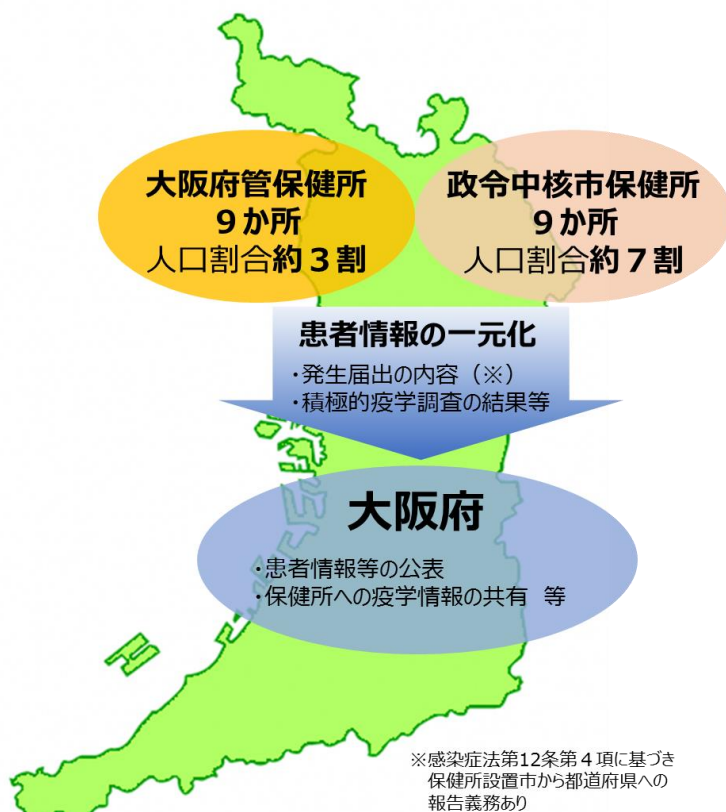 大阪府管保健所
９か所
人口割合約３割
政令中核市保健所
９か所
人口割合約７割
患者情報の一元化
・発生届出の内容（※）
・積極的疫学調査の結果等
大阪府
・患者情報等の公表
・保健所への疫学情報の共有　等
※感染症法第12条第４項に基づき
保健所設置市から都道府県への
報告義務あり